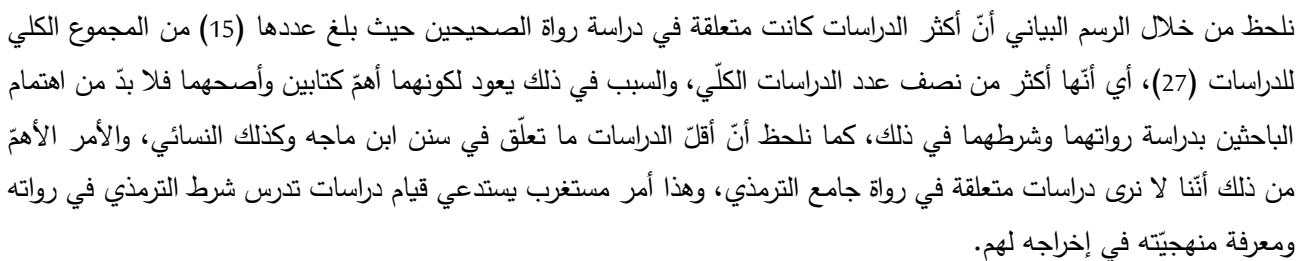 نلحظ من خلال الرسم البياني أنّ أكثر الدراسات كانت متعلقة في دراسة رواة الصحيحين حيث بلغ عددها (15) من المجموع الكلي
للدراسات (27)، أي أنّها أكثر من نصف عدد الدراسات الكلّي، والسبب في ذلك يعود لكونهما أهمّ كتابين وأصحهما فلا بدّ من اهتمام
الباحثين بدراسة رواتهما وشرطهما في ذلك، كما نلحظ أنّ أقلّ الدراسات ما تعلّق في سنن ابن ماجه وكذلك النسائي، والأمر الأهمّ
من ذلك أنّنا لا نرى دراسات متعلقة في رواة جامع الترمذي، وهذا أمر مستغرب يستدعي قيام دراسات تدرس شرط الترمذي في رواته
ومعرفة منهجيّته في إخراجه لهم.